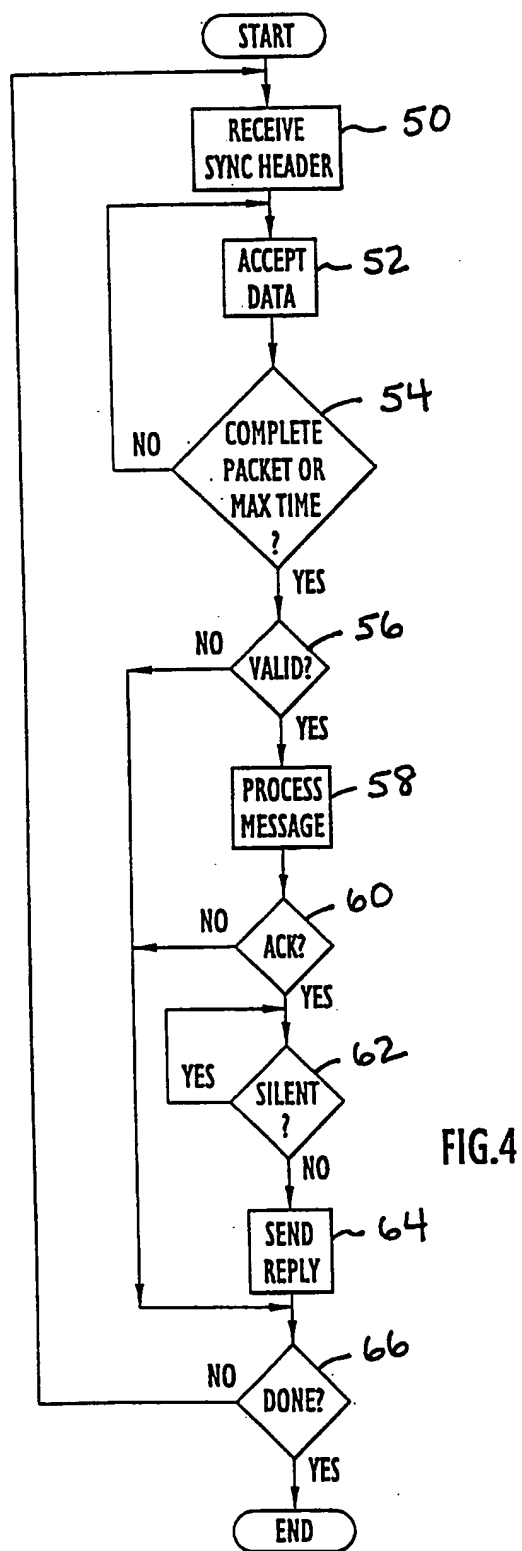 START
RECEIVE
SYNC HEADER
50
ACCEPT
DATA
52
54
COMPLETE
PACKET OR
MAX TIME
?
NO
YES
56
NO
VALID?
YES
PROCESS
MESSAGE
58
60
NO
ACK?
YES
62
YES
SILENT
?
NO
FIG.4
SEND
REPLY
64
66
NO
DONE?
YES
END